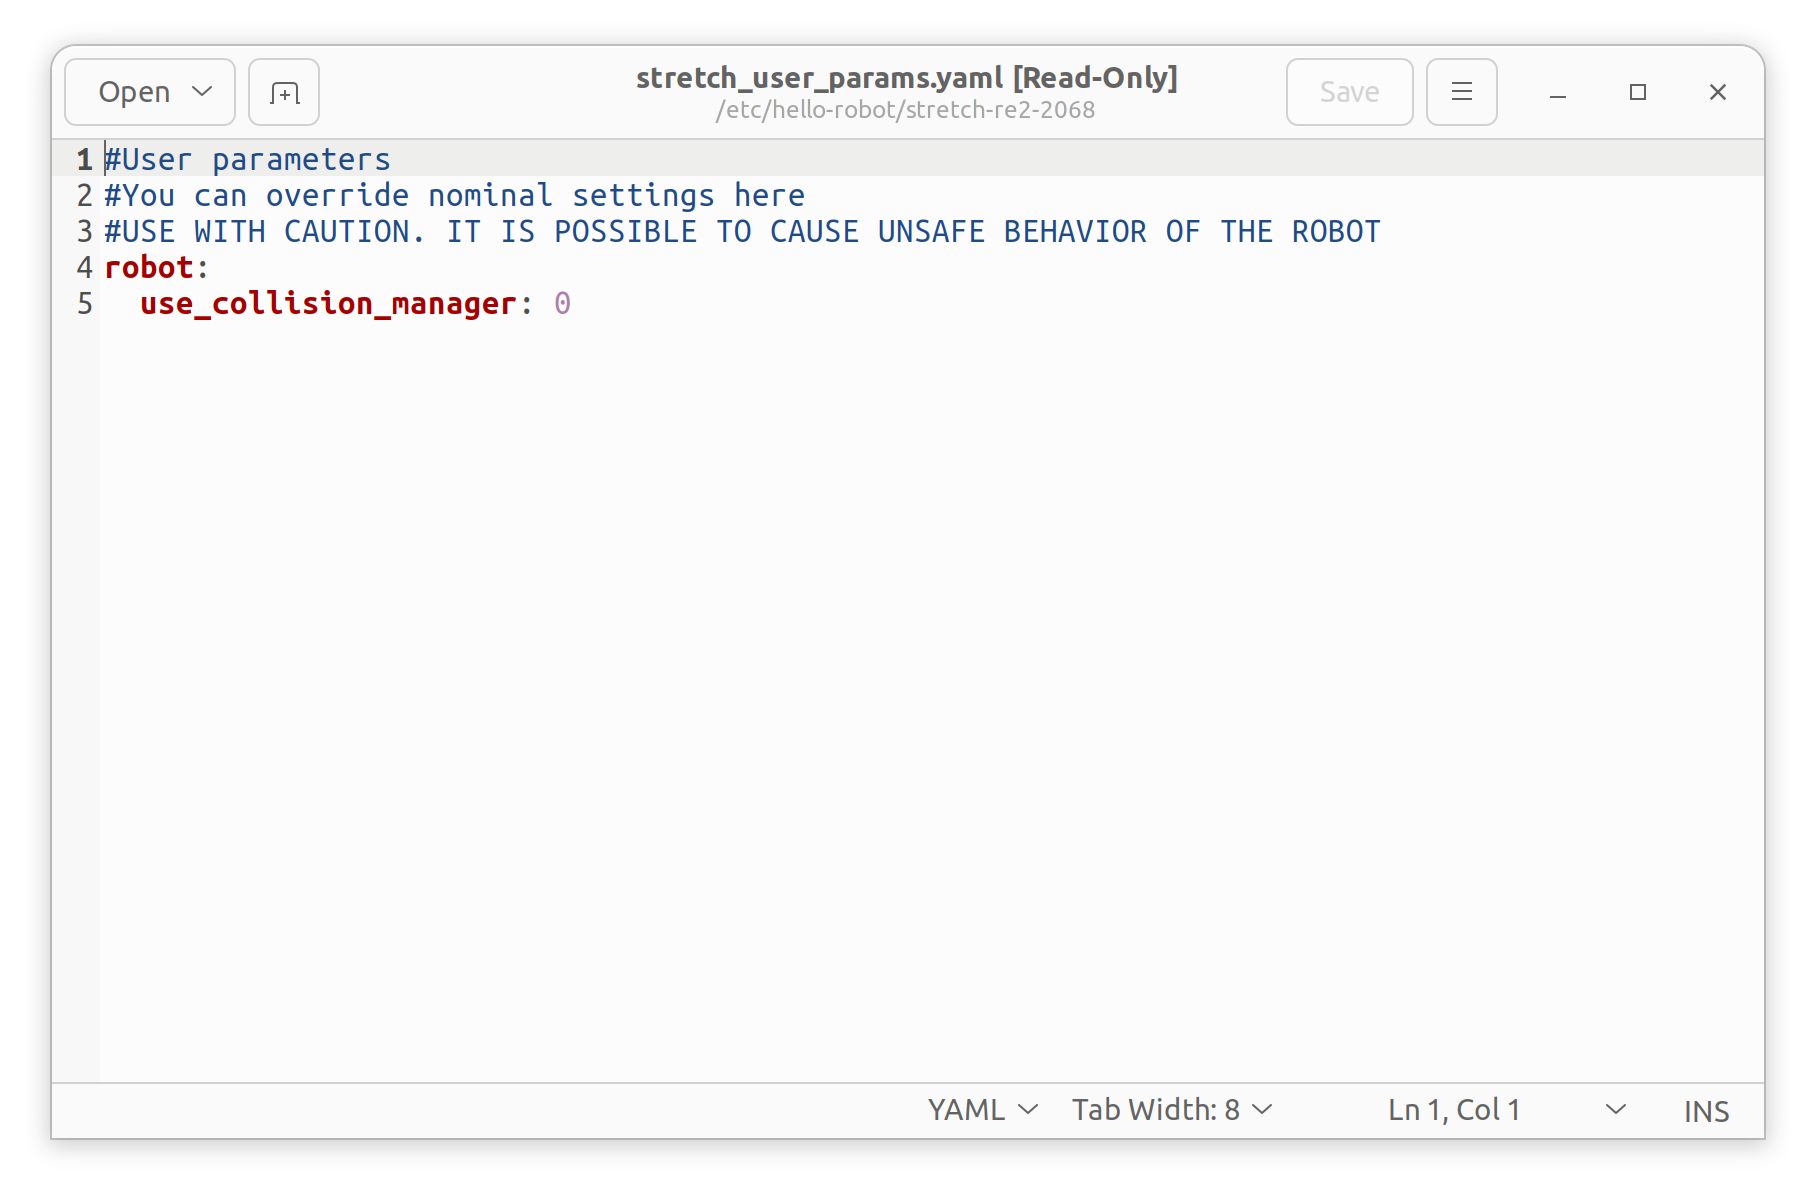 Open
stretch_user_params.yaml [Read-Only]
/etc/hello-robot/stretch-re2-2068
Save
1 #User parameters
2 #You can override nominal settings here
3 #USE WITH CAUTION. IT IS POSSIBLE TO CAUSE UNSAFE BEHAVIOR OF THE ROBOT
4 robot:
5   use_collision_manager: 0
YAML Tab Width: 8 Ln 1, Col 1 INS